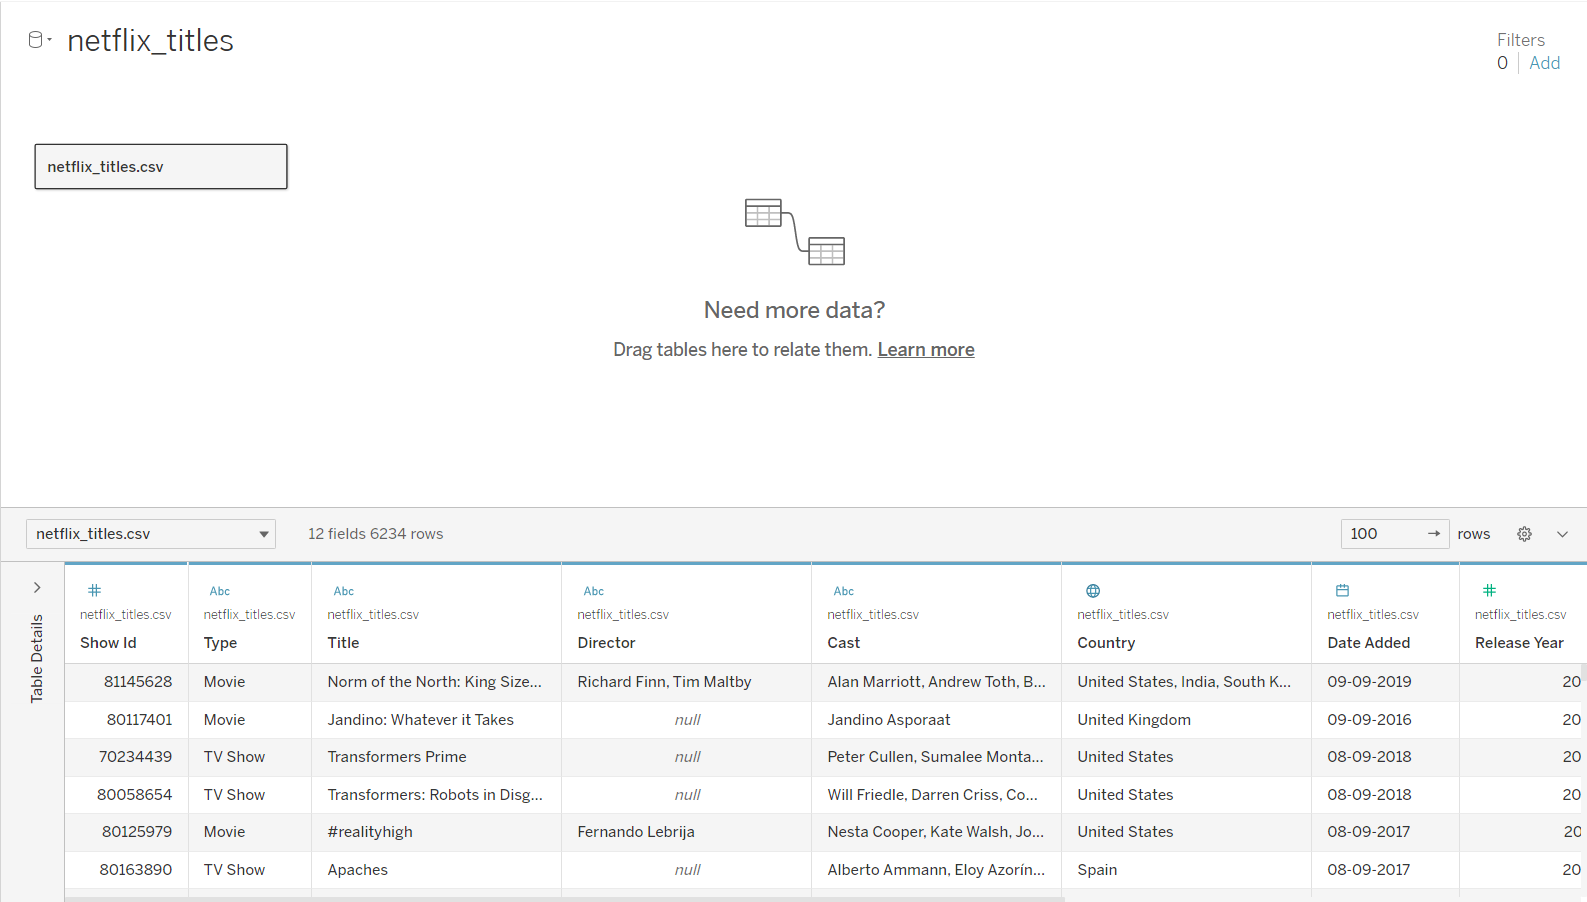 netflix_titles
Filters
0 Add
netflix_titles.csv
Need more data?
Drag tables here to relate them. Learn more
netflix_titles.csv 12 fields 6234 rows 100 → rows
Table Details
# Abc Abc Abc Abc #
netflix_titles.csv netflix_titles.csv netflix_titles.csv netflix_titles.csv netflix_titles.csv netflix_titles.csv netflix_titles.csv netflix_titles.csv
Show Id Type Title Director Cast Country Date Added Release Year
81145628 Movie Norm of the North: King Size... Richard Finn, Tim Maltby Alan Marriott, Andrew Toth, B... United States, India, South K... 09-09-2019 20
80117401 Movie Jandino: Whatever it Takes null Jandino Asporaat United Kingdom 09-09-2016 20
70234439 TV Show Transformers Prime null Peter Cullen, Sumalee Monta... United States 08-09-2018 20
80058654 TV Show Transformers: Robots in Disg... null Will Friedle, Darren Criss, Co... United States 08-09-2018 20
80125979 Movie #realityhigh Fernando Lebrija Nesta Cooper, Kate Walsh, Jo... United States 08-09-2017 20
80163890 TV Show Apaches null Alberto Ammann, Eloy Azorín... Spain 08-09-2017 20